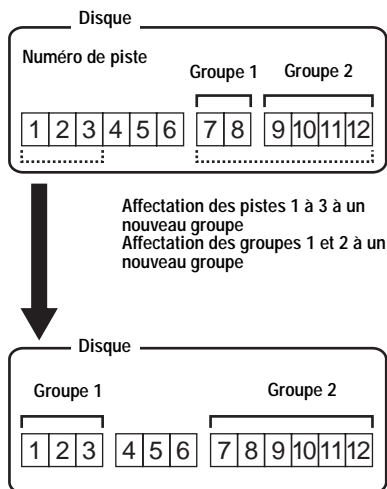 Disque
Numéro de piste
Groupe 1 Groupe 2
1 2 3 4 5 6 7 8 9 10 11 12
Affectation des pistes 1 à 3 à un
nouveau groupe
Affectation des groupes 1 et 2 à un
nouveau groupe
Disque
Groupe 1 Groupe 2
1 2 3 4 5 6 7 8 9 10 11 12